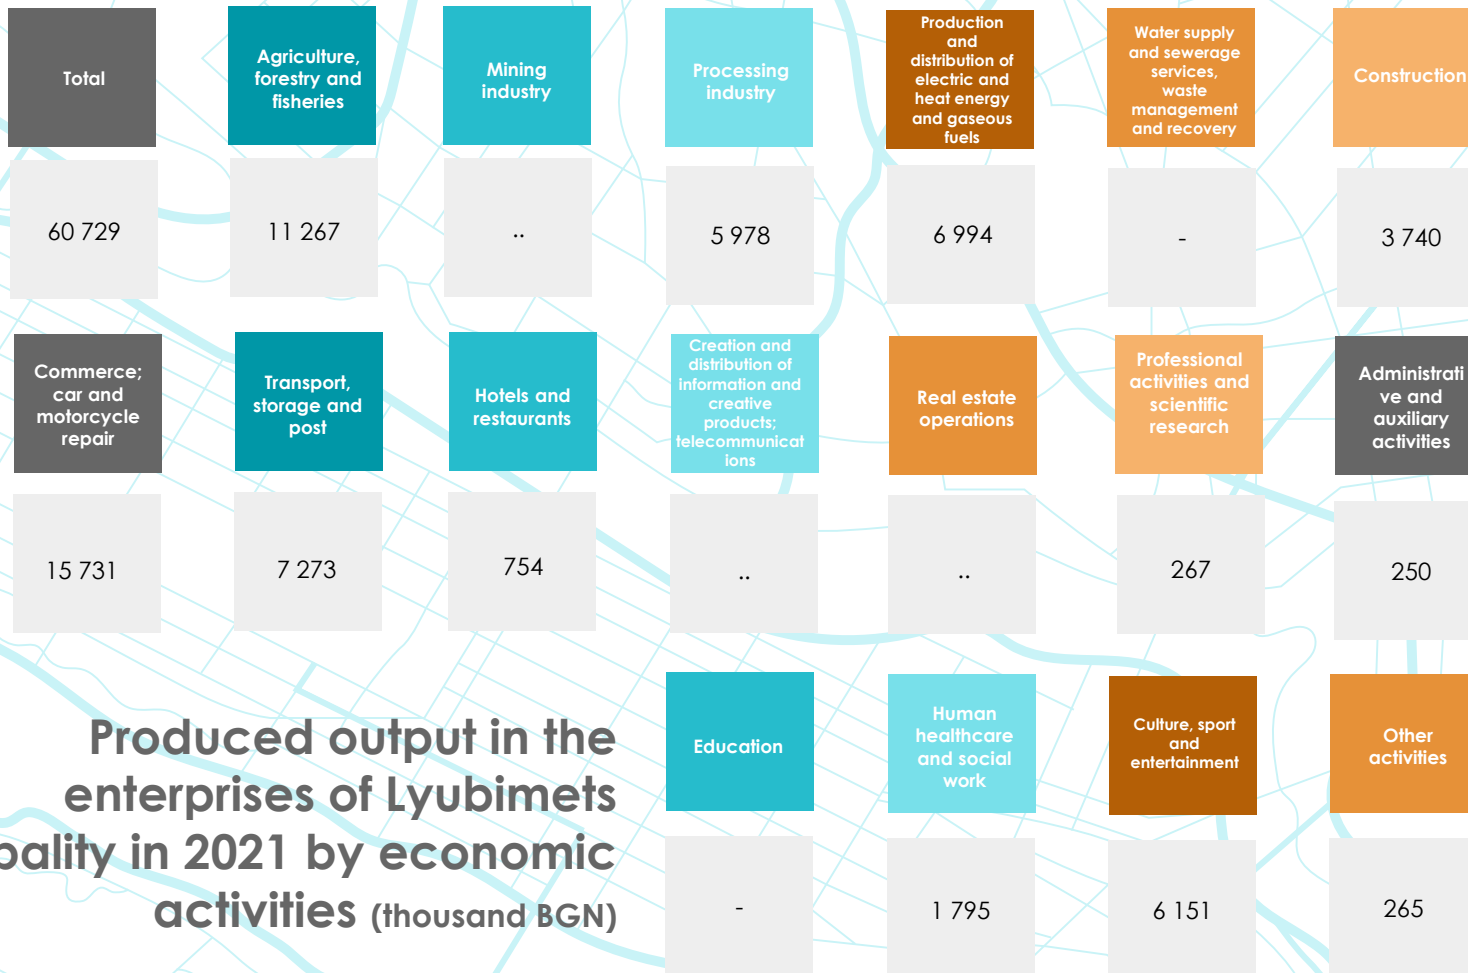 Total
Agriculture,
forestry and
fisheries
Mining
industry
Processing
industry
Production
and
distribution of
electric and
heat energy
and gaseous
fuels
Water supply
and sewerage
services,
waste
management
and recovery
Construction
60 729
11 267
..
5 978
6 994
-
3 740
Commerce;
car and
motorcycle
repair
Transport,
storage and
post
Hotels and
restaurants
Creation and
distribution of
information and
creative
products;
telecommunicat
ions
Real estate
operations
Professional
activities and
scientific
research
Administrati
ve and
auxiliary
activities
15 731
7 273
754
..
..
267
250
Produced output in the
enterprises of Lyubimets
pality in 2021 by economic
activities (thousand BGN)
Education
Human
healthcare
and social
work
Culture, sport
and
entertainment
Other
activities
-
1 795
6 151
265